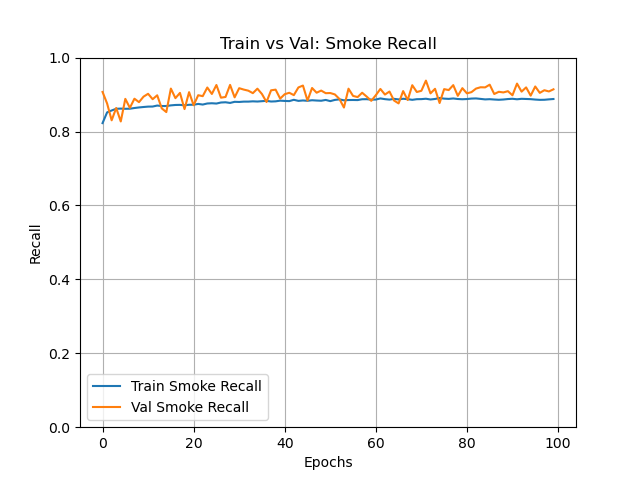 Train vs Val: Smoke Recall
1.0
0.8
0.6
0.4
0.2
0.0
Recall
Train Smoke Recall
Val Smoke Recall
0 20 40 60 80 100
Epochs